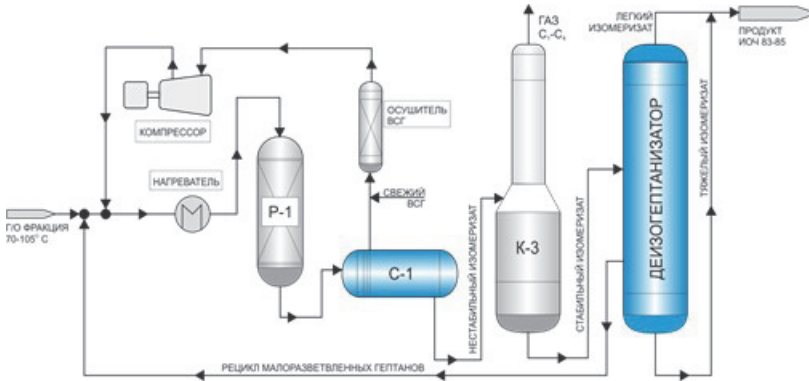 ГАЗ
С₁-С₄
ЛЕГКИЙ
ИЗОМЕРИЗАТ
ПРОДУКТ
ИОЧ 83-85
КОМПРЕССОР
ОСУШИТЕЛЬ
ВСГ
НАГРЕВАТЕЛЬ
СВЕЖИЙ
ВСГ
Р-1
С-1
К-3
Г/О ФРАКЦИЯ
70-105° С
НЕСТАБИЛЬНЫЙ ИЗОМЕРИЗАТ
СТАБИЛЬНЫЙ ИЗОМЕРИЗАТ
ДЕИЗОГЕПТАНИЗАТОР
ТЯЖЕЛЫЙ ИЗОМЕРИЗАТ
РЕЦИКЛ МАЛОРАЗВЕТВЛЕННЫХ ГЕПТАНОВ